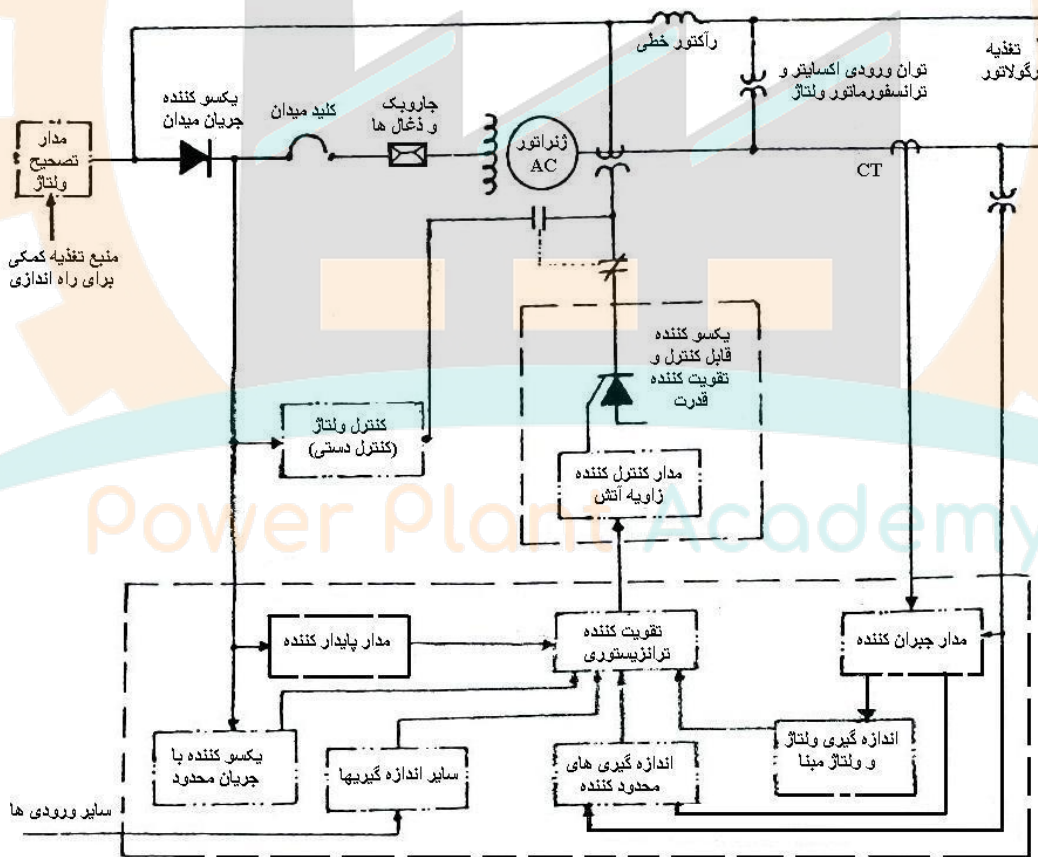 رآکتور خطی
تغذیه
رگولاتور
توان ورودی اکسایتر و
ترانسفورماتور ولتاژ
یکسو کننده
جریان میدان
کلید میدان
جاروبک
و ذغال ها
ژنراتور
AC
CT
مدار
تصحیح
ولتاژ
منبع تغذیه کمکی
برای راه اندازی
یکسو کننده
قابل کنترل و
تقویت کننده
قدرت
کنترل ولتاژ
(کنترل دستی)
مدار کنترل کننده
زاویه آتش
Power Plant Academy
مدار پایدار کننده
تقویت کننده
ترانزیستوری
مدار جبران کننده
یکسو کننده با
جریان محدود
سایر اندازه گیریها
اندازه گیری های
محدود کننده
اندازه گیری ولتاژ
و ولتاژ مبنا
سایر ورودی ها